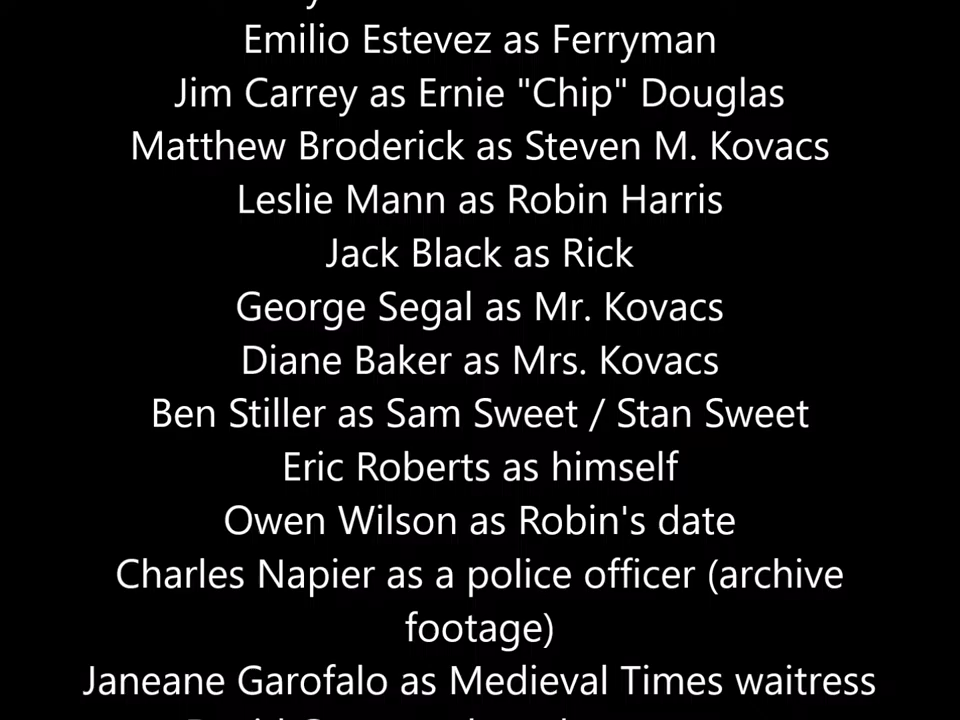 Emilio Estevez as Ferryman
Jim Carrey as Ernie "Chip" Douglas
Matthew Broderick as Steven M. Kovacs
Leslie Mann as Robin Harris
Jack Black as Rick
George Segal as Mr. Kovacs
Diane Baker as Mrs. Kovacs
Ben Stiller as Sam Sweet / Stan Sweet
Eric Roberts as himself
Owen Wilson as Robin's date
Charles Napier as a police officer (archive
footage)
Janeane Garofalo as Medieval Times waitress